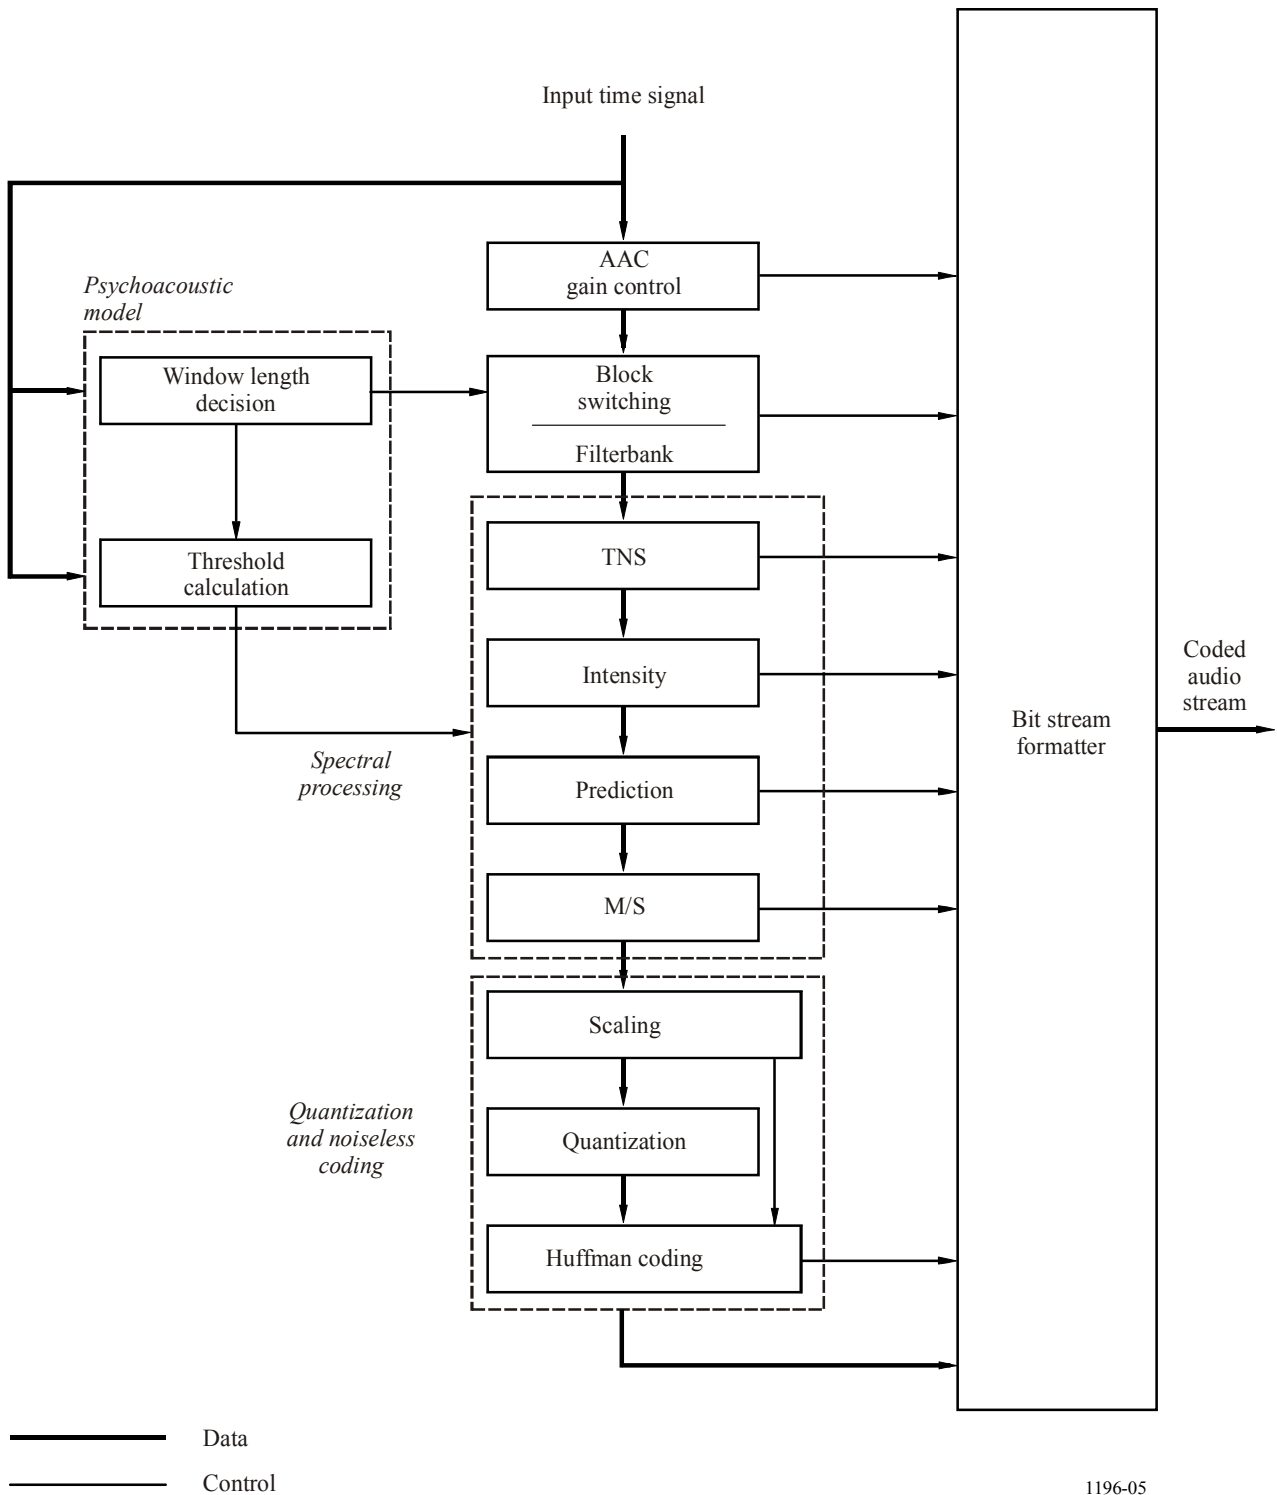 Input time signal
AAC
gain control
Psychoacoustic
model
Window length
decision
Block
switching
Filterbank
Threshold
calculation
TNS
Intensity
Spectral
processing
Prediction
M/S
Scaling
Quantization
and noiseless
coding
Quantization
Huffman coding
Bit stream
formatter
Coded
audio
stream
Data
Control
1196-05